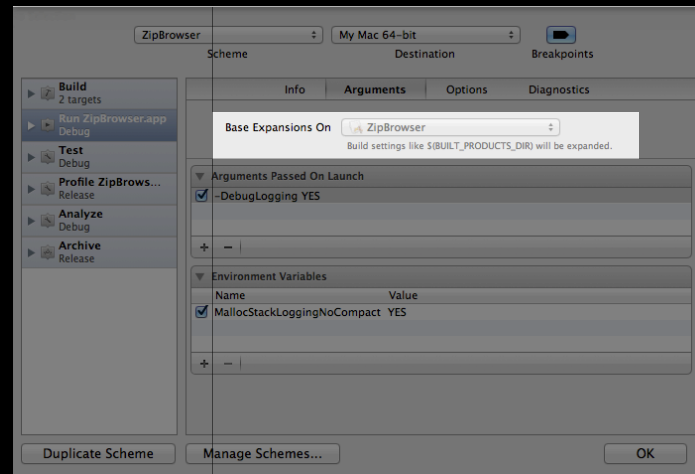 ZipBrowser My Mac 64-bit
Scheme Destination Breakpoints
Build
2 targets
Run ZipBrowser.app
Debug
Test
Debug
Profile ZipBrows...
Release
Analyze
Debug
Archive
Release
Info Arguments Options Diagnostics
Base Expansions On ZipBrowser
Build settings like $(BUILT_PRODUCTS_DIR) will be expanded.
Arguments Passed On Launch
-DebugLogging YES
Environment Variables
Name Value
MallocStackLoggingNoCompact YES
Duplicate Scheme Manage Schemes... OK